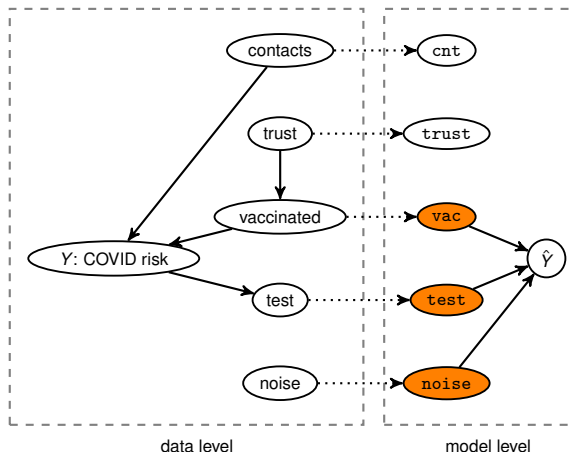 contacts
cnt
trust
trust
vaccinated
vac
Y: COVID risk
Ŷ
test
test
noise
noise
data level
model level